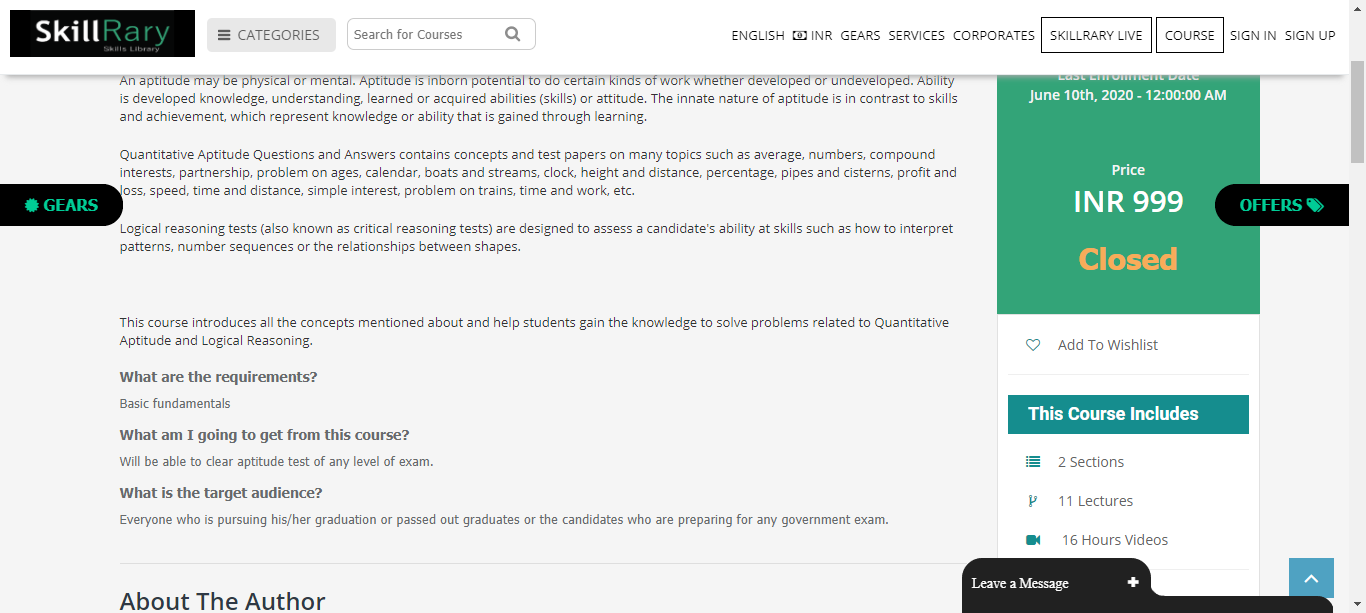 SkillRary
Skills Library
CATEGORIES
Search for Courses
ENGLISH INR GEARS SERVICES CORPORATES SKILLRARY LIVE COURSE SIGN IN SIGN UP
An aptitude may be physical or mental. Aptitude is inborn potential to do certain kinds of work whether developed or undeveloped. Ability
is developed knowledge, understanding, learned or acquired abilities (skills) or attitude. The innate nature of aptitude is in contrast to skills
and achievement, which represent knowledge or ability that is gained through learning.
Quantitative Aptitude Questions and Answers contains concepts and test papers on many topics such as average, numbers, compound
interests, partnership, problem on ages, calendar, boats and streams, clock, height and distance, percentage, pipes and cisterns, profit and
loss, speed, time and distance, simple interest, problem on trains, time and work, etc.
GEARS
Logical reasoning tests (also known as critical reasoning tests) are designed to assess a candidate's ability at skills such as how to interpret
patterns, number sequences or the relationships between shapes.
This course introduces all the concepts mentioned about and help students gain the knowledge to solve problems related to Quantitative
Aptitude and Logical Reasoning.
What are the requirements?
Basic fundamentals
What am I going to get from this course?
Will be able to clear aptitude test of any level of exam.
What is the target audience?
Everyone who is pursuing his/her graduation or passed out graduates or the candidates who are preparing for any government exam.
About The Author
Last Enrollment Date
June 10th, 2020 - 12:00:00 AM
Price
INR 999
OFFERS
Closed
Add To Wishlist
This Course Includes
2 Sections
11 Lectures
16 Hours Videos
Leave a Message